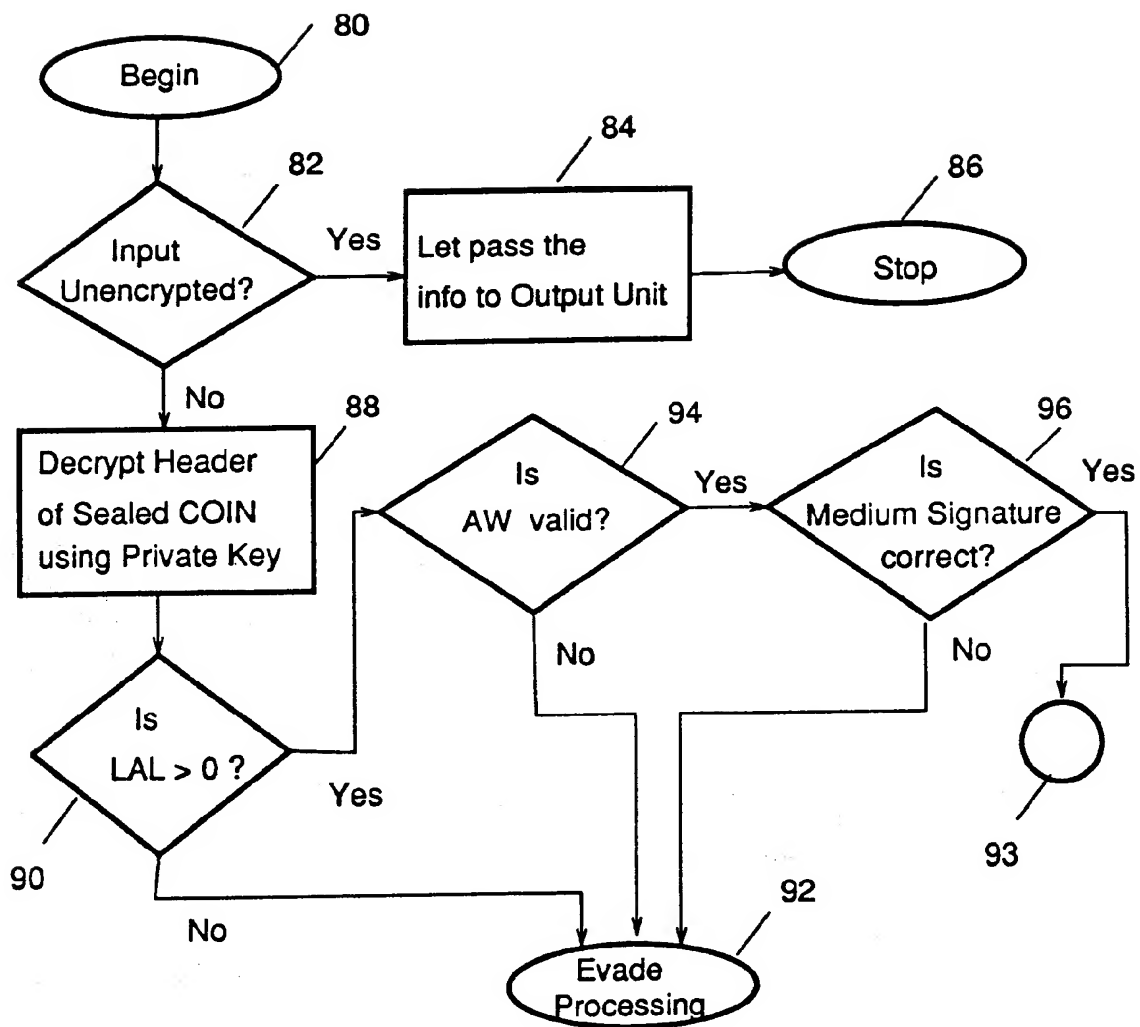 80
Begin
82
84
86
Input
Unencrypted?
Yes
Let pass the
info to Output Unit
Stop
No
88
Decrypt Header
of Sealed COIN
using Private Key
94
Is
AW valid?
Yes
96
Is
Medium Signature
correct?
Yes
No
No
Is
LAL > 0 ?
Yes
90
No
93
92
Evade
Processing